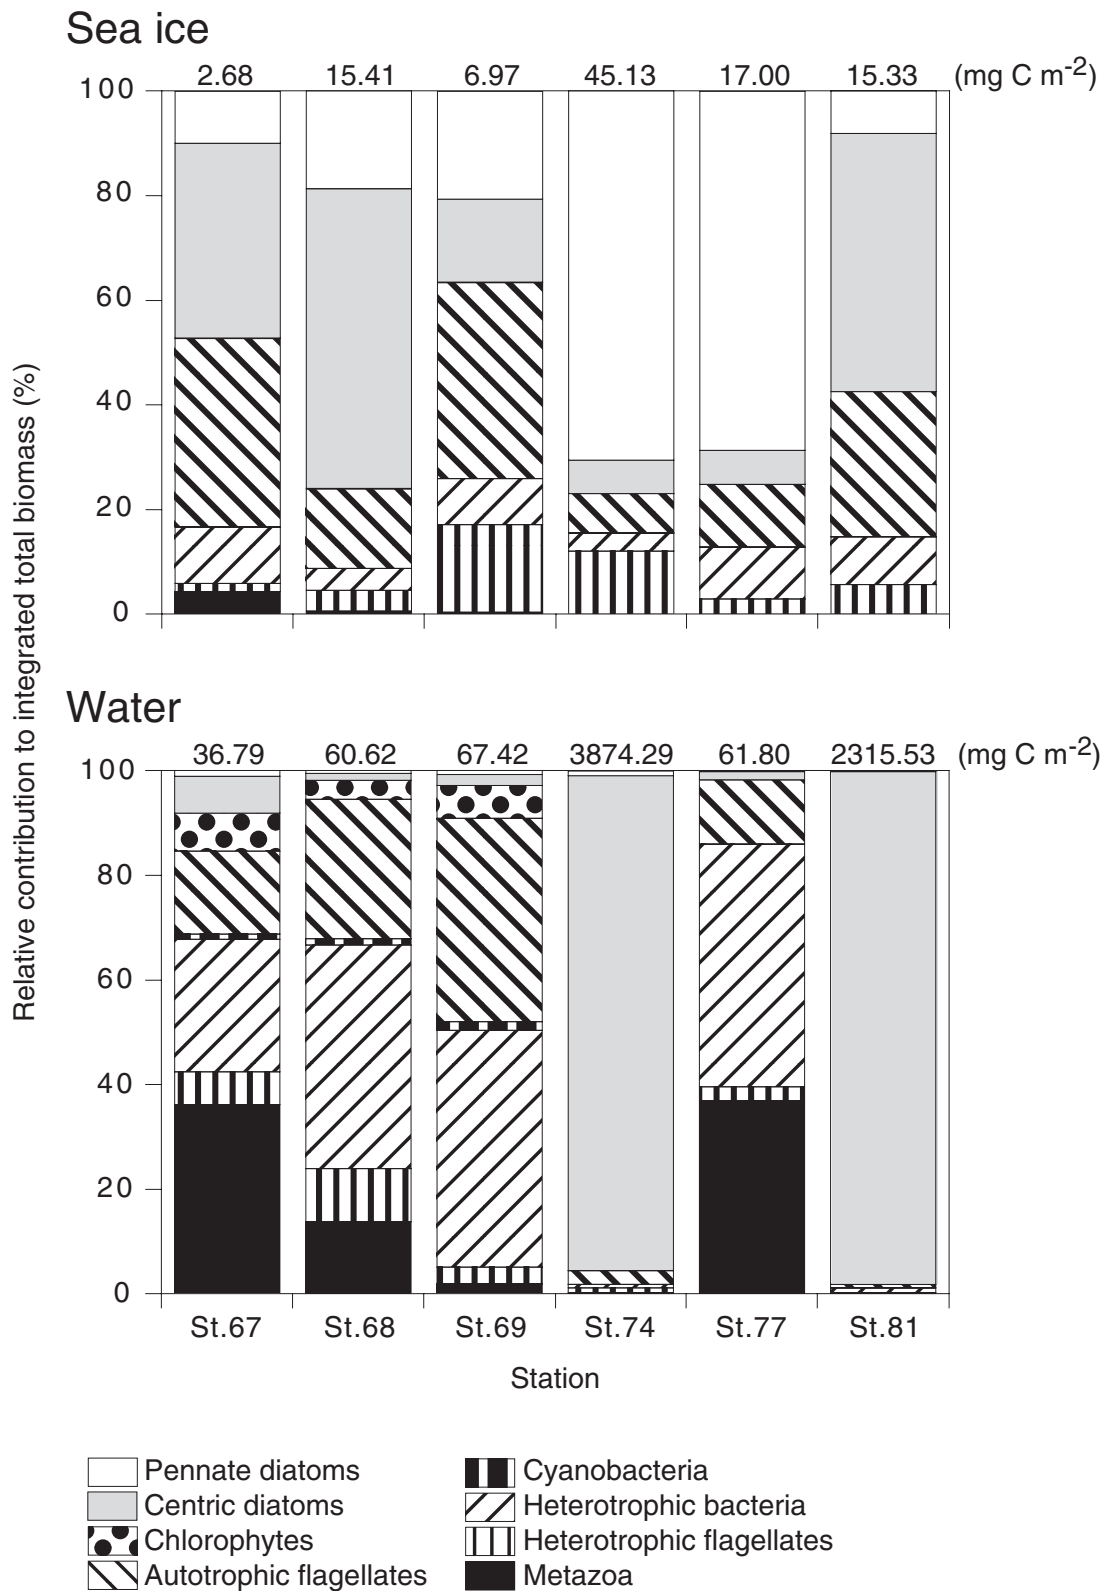 Sea ice
2.68 15.41 6.97 45.13 17.00 15.33 (mg C m-2)
100
80
60
40
20
0
Relative contribution to integrated total biomass (%)
Water
36.79 60.62 67.42 3874.29 61.80 2315.53 (mg C m-2)
100
80
60
40
20
0
St.67 St.68 St.69 St.74 St.77 St.81
Station
Pennate diatoms Cyanobacteria
Centric diatoms Heterotrophic bacteria
Chlorophytes Heterotrophic flagellates
Autotrophic flagellates Metazoa